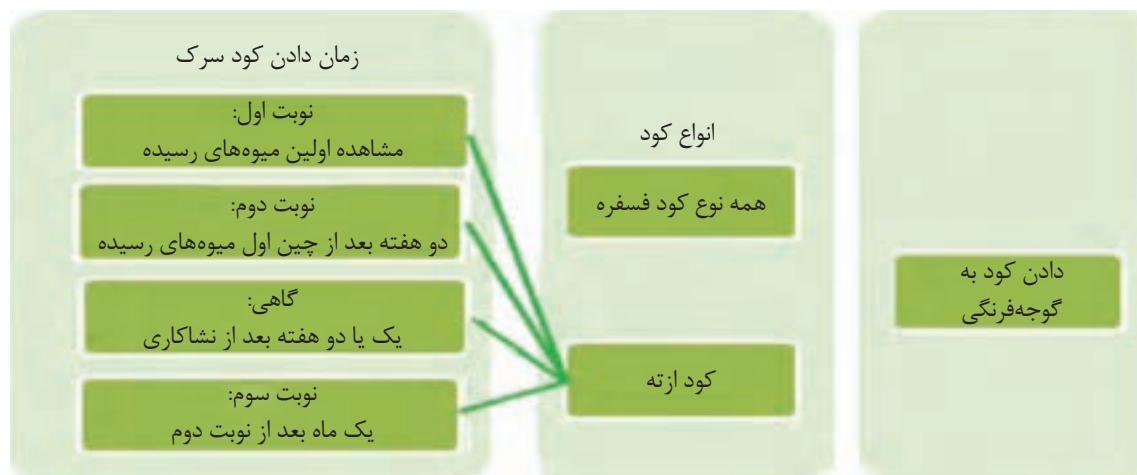 دادن کود به
گوجه‌فرنگی
انواع کود
همه نوع کود فسفره
کود ازته
زمان دادن کود سرک
نوبت اول:
مشاهده اولین میوه‌های رسیده
نوبت دوم:
دو هفته بعد از چین اول میوه‌های رسیده
گاهی:
یک یا دو هفته بعد از نشاکاری
نوبت سوم:
یک ماه بعد از نوبت دوم